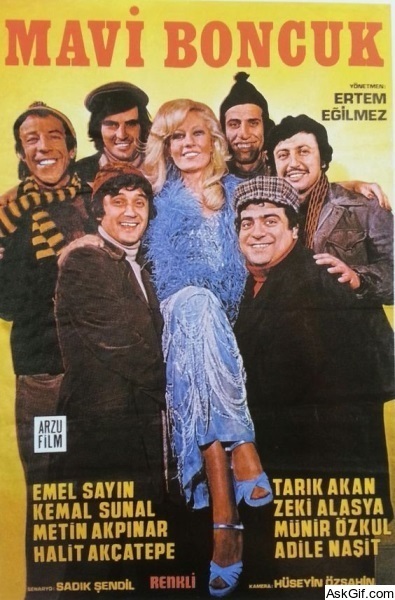 MAVİ BONCUK
YÖNETMEN:
ERTEM
EĞİLMEZ
ARZU
FİLM
EMEL SAYIN
KEMAL SUNAL
METİN AKPINAR
HALİT AKÇATEPE
TARIK AKAN
ZEKİ ALASYA
MÜNİR ÖZKUL
ADİLE NAŞİT
SENARYO: SADIK ŞENDİL
RENKLİ
KAMERA: HÜSEYİN ÖZŞAHİN
AskGif.com